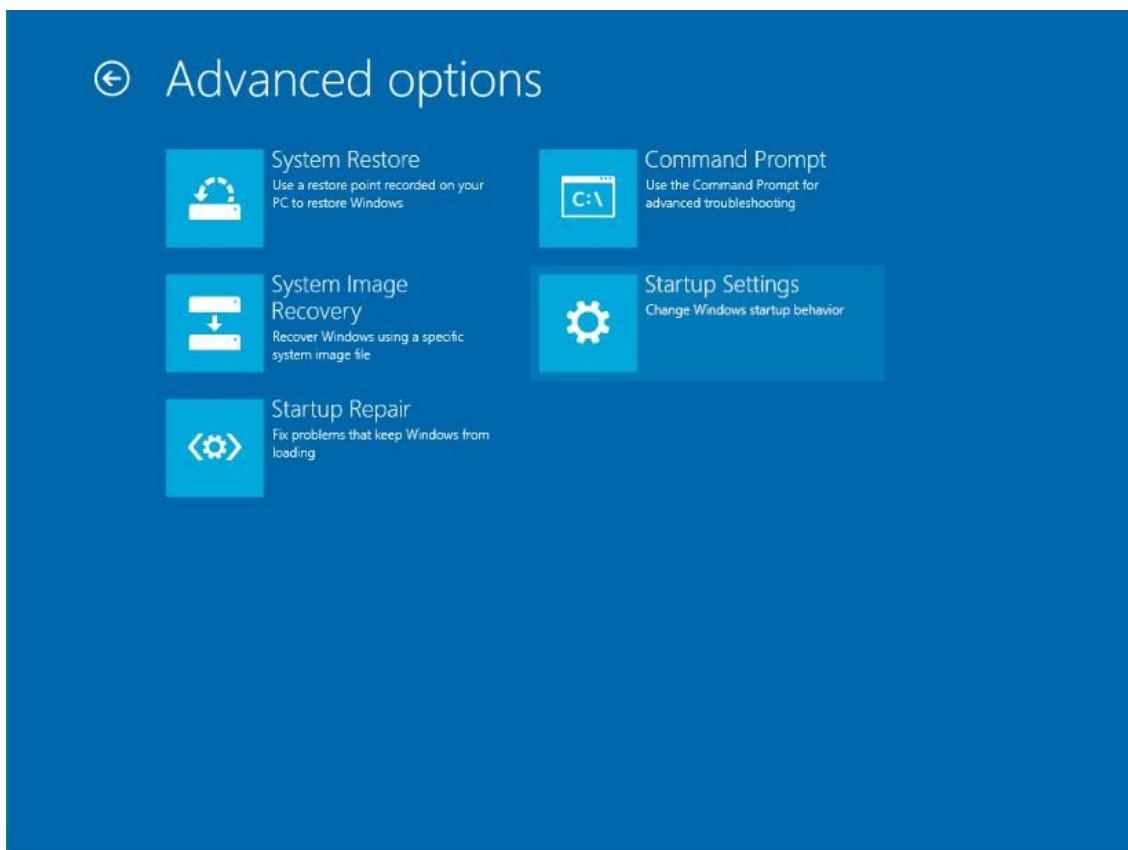 Advanced options
System Restore
Use a restore point recorded on your
PC to restore Windows
System Image
Recovery
Recover Windows using a specific
system image file
Startup Repair
Fix problems that keep Windows from
loading
C:\
Command Prompt
Use the Command Prompt for
advanced troubleshooting
Startup Settings
Change Windows startup behavior